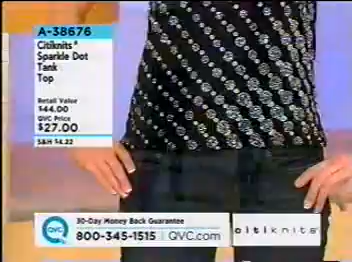 A-38676
Citiknits®
Sparkle Dot
Tank
Top
Retail Value
$44.00
QVC Price
$27.00
S&H $4.22
30-Day Money Back Guarantee
QVC
800-345-1515 | QVC.com
citiknits®